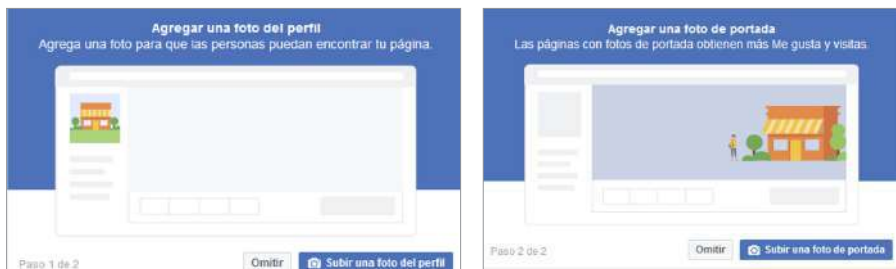 Agregar una foto del perfil
Agrega una foto para que las personas puedan encontrar tu página.
Paso 1 de 2
Omitir
Subir una foto del perfil
Agregar una foto de portada
Las páginas con fotos de portada obtienen más Me gusta y visitas.
Paso 2 de 2
Omitir
Subir una foto de portada